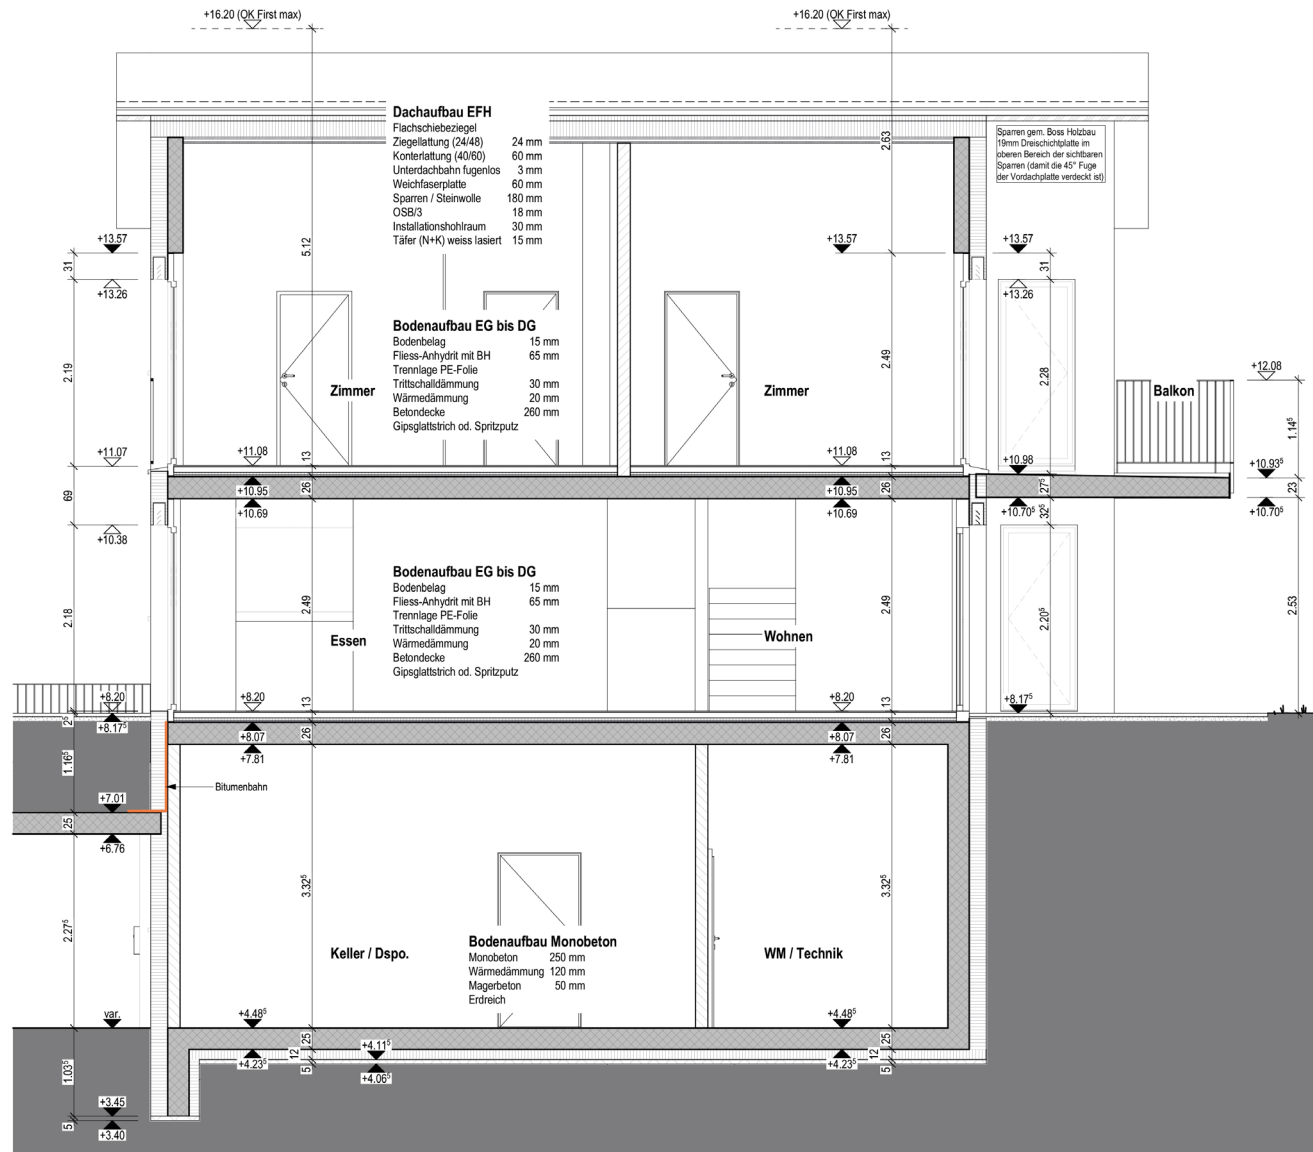 +16.20 (OK First max)
+16.20 (OK First max)
Dachaufbau EFH
Flachschiebeziegel
Ziegellattung (24/48) 24 mm
Konterlattung (40/60) 60 mm
Unterdachbahn fugenlos 3 mm
Weichfaserplatte 60 mm
Sparren / Steinwolle 180 mm
OSB/3 18 mm
Installationshohlraum 30 mm
Täfer (N+K) weiss lasiert 15 mm
2.63
Sparren gem. Boss Holzbau
19mm Dreischichtplatte im
oberen Bereich der sichtbaren
Sparren (damit die 45° Fuge
der Vordachplatte verdeckt ist)
5.12
+13.57
+13.57
+13.57
31
31
+13.26
+13.26
Bodenaufbau EG bis DG
Bodenbelag 15 mm
Fliess-Anhydrit mit BH 65 mm
Trennlage PE-Folie
Trittschalldämmung 30 mm
Wärmedämmung 20 mm
Betondecke 260 mm
Gipsglattstrich od. Spritzputz
2.19
2.49
2.28
+12.08
Zimmer
Zimmer
Balkon
1.14⁵
+11.07
+11.08
13
+11.08
13
+10.98
+10.93⁵
69
+10.95
26
+10.95
26
27⁵
23
+10.69
+10.69
+10.70⁵
32⁵
+10.70⁵
+10.38
Bodenaufbau EG bis DG
Bodenbelag 15 mm
Fliess-Anhydrit mit BH 65 mm
Trennlage PE-Folie
Trittschalldämmung 30 mm
Wärmedämmung 20 mm
Betondecke 260 mm
Gipsglattstrich od. Spritzputz
2.18
2.49
2.49
2.20⁵
2.53
Essen
Wohnen
+8.20
+8.20
13
+8.20
13
+8.17⁵
2⁵
+8.17⁵
+8.07
26
+8.07
26
+7.81
+7.81
1.16⁵
Bitumenbahn
+7.01
25
+6.76
3.32⁵
3.32⁵
2.27⁵
Keller / Dspo.
WM / Technik
Bodenaufbau Monobeton
Monobeton 250 mm
Wärmedämmung 120 mm
Magerbeton 50 mm
Erdreich
var.
+4.48⁵
+4.48⁵
25
25
+4.11⁵
+4.23⁵
12
+4.23⁵
12
5
+4.06⁵
5
1.03⁵
+3.45
5
+3.40